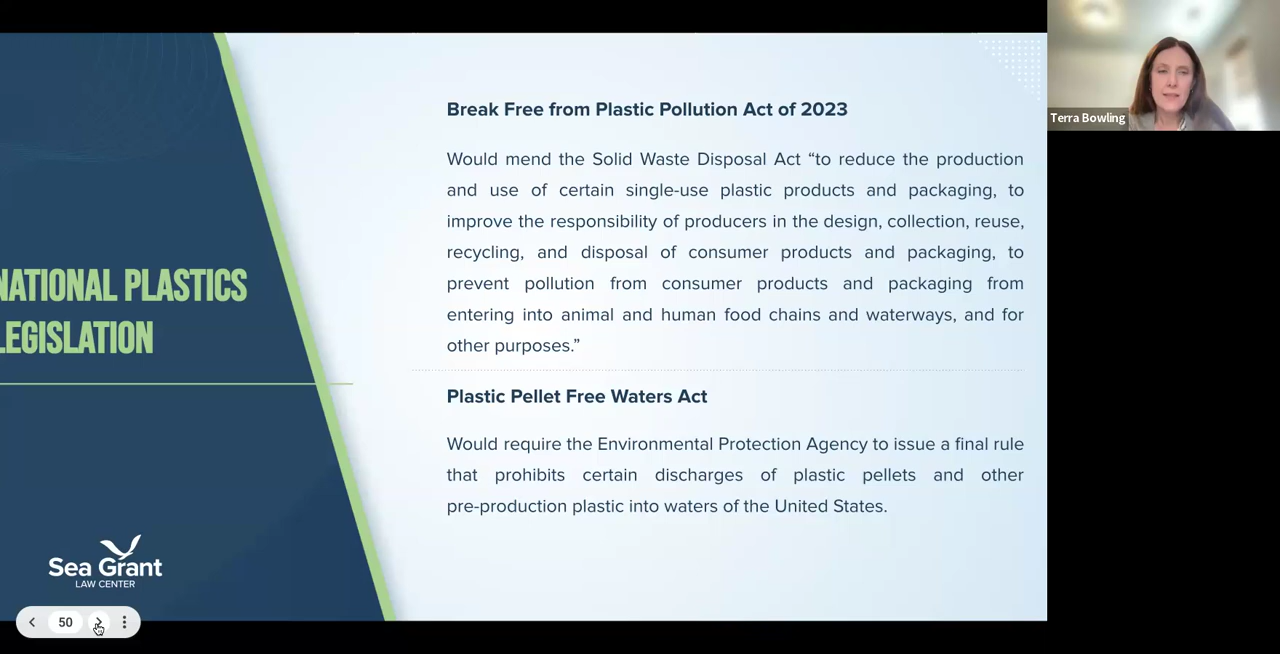 Break Free from Plastic Pollution Act of 2023
Would mend the Solid Waste Disposal Act “to reduce the production
and use of certain single-use plastic products and packaging, to
improve the responsibility of producers in the design, collection, reuse,
recycling, and disposal of consumer products and packaging, to
prevent pollution from consumer products and packaging from
entering into animal and human food chains and waterways, and for
other purposes.”
Plastic Pellet Free Waters Act
Would require the Environmental Protection Agency to issue a final rule
that prohibits certain discharges of plastic pellets and other
pre-production plastic into waters of the United States.
NATIONAL PLASTICS
LEGISLATION
Sea Grant
LAW CENTER
50
Terra Bowling